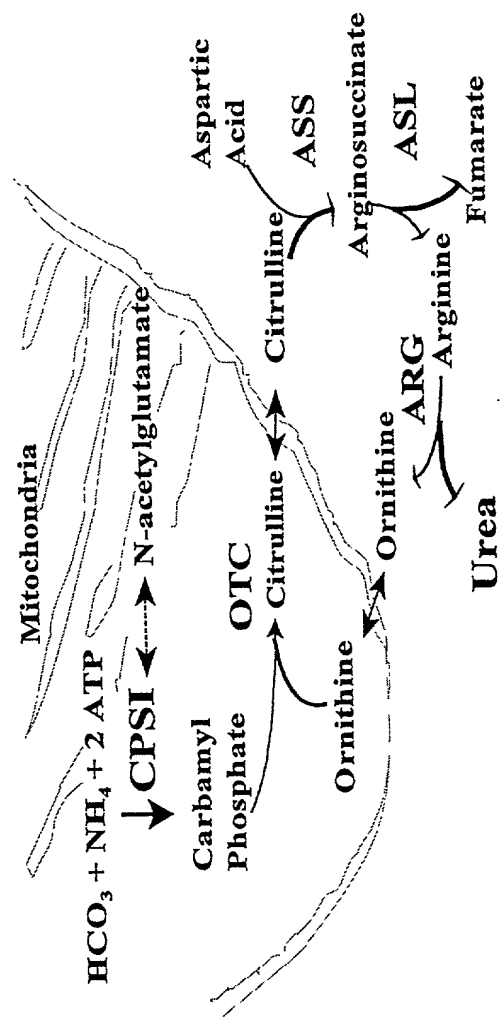 Mitochondria
HCO₃ + NH₄ + 2 ATP
CPSI
N-acetylglutamate
Carbamyl
Phosphate
OTC
Citrulline
Citrulline
Aspartic
Acid
ASS
Ornithine
Ornithine
Arginosuccinate
ARG
ASL
Arginine
Urea
Fumarate